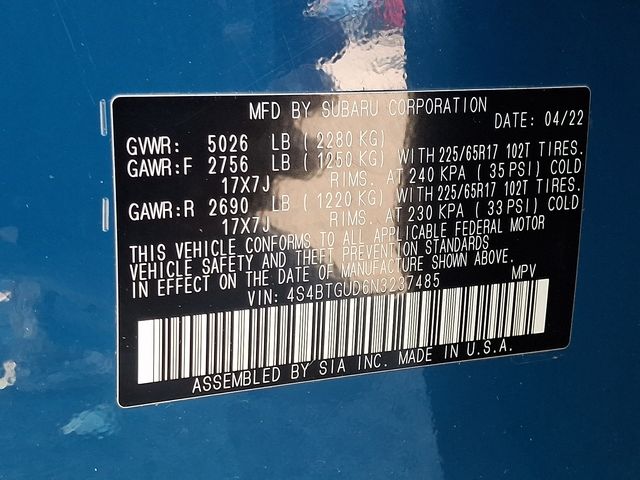 MFD BY SUBARU CORPORATION
DATE: 04/22
GVWR: 5026 LB (2280 KG)
GAWR:F 2756 LB (1250 KG) WITH 225/65R17 102T TIRES.
17X7J RIMS. AT 240 KPA (35 PSI) COLD
GAWR:R 2690 LB (1220 KG) WITH 225/65R17 102T TIRES.
17X7J RIMS. AT 230 KPA (33 PSI) COLD
THIS VEHICLE CONFORMS TO ALL APPLICABLE FEDERAL MOTOR
VEHICLE SAFETY AND THEFT PREVENTION STANDARDS
IN EFFECT ON THE DATE OF MANUFACTURE SHOWN ABOVE.
VIN: 4S4BTGUD6N3237485 MPV
ASSEMBLED BY SIA INC. MADE IN U.S.A.